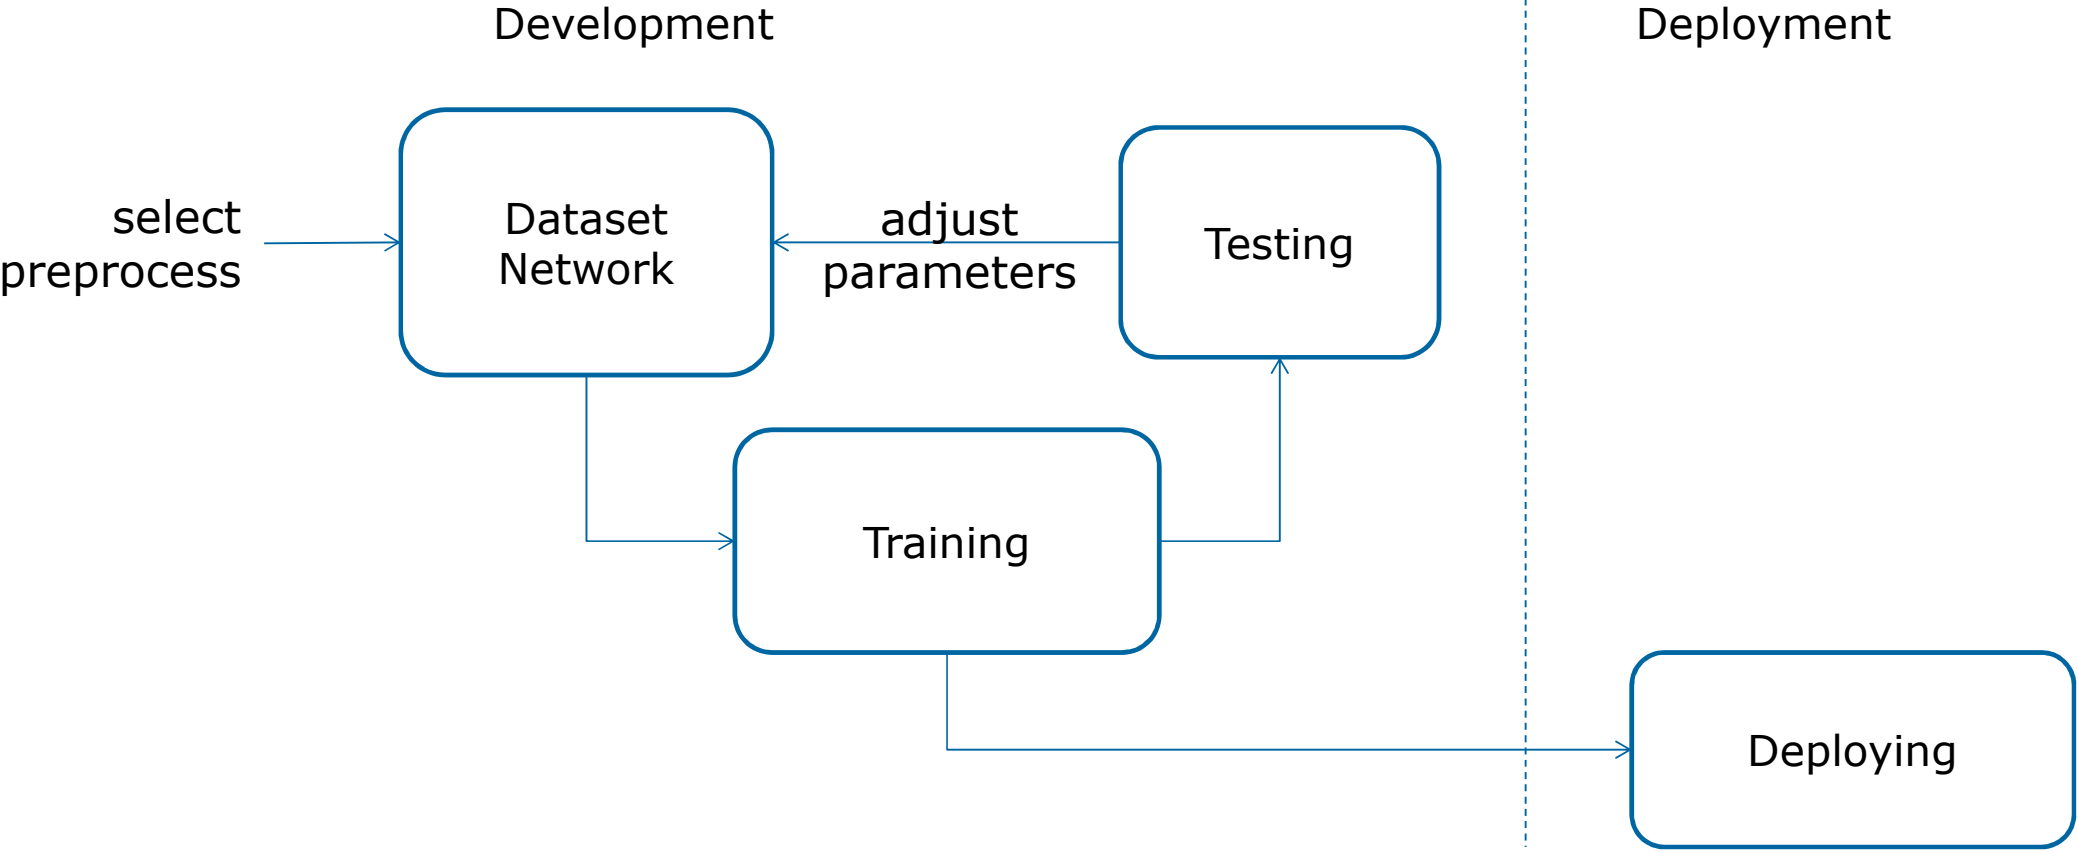 Development
Deployment
select
preprocess
Dataset
Network
adjust
parameters
Testing
Training
Deploying